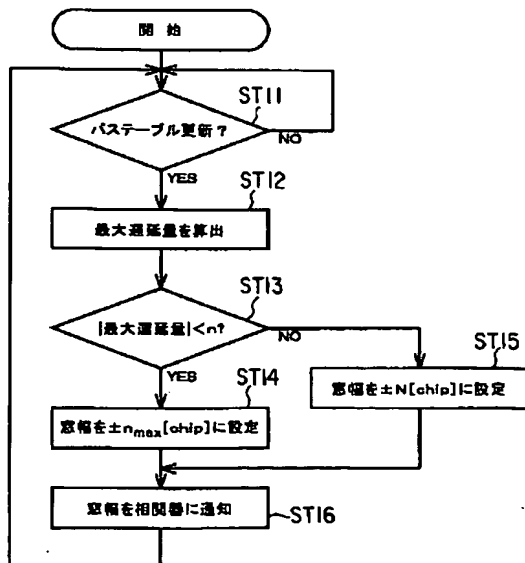 開始
ST11
パステーブル更新？
NO
YES
ST12
最大遅延量を算出
ST13
|最大遅延量|<n?
NO
YES
ST14
ST15
窓幅を±N[chip]に設定
窓幅を±nmax[chip]に設定
窓幅を相関器に通知
ST16